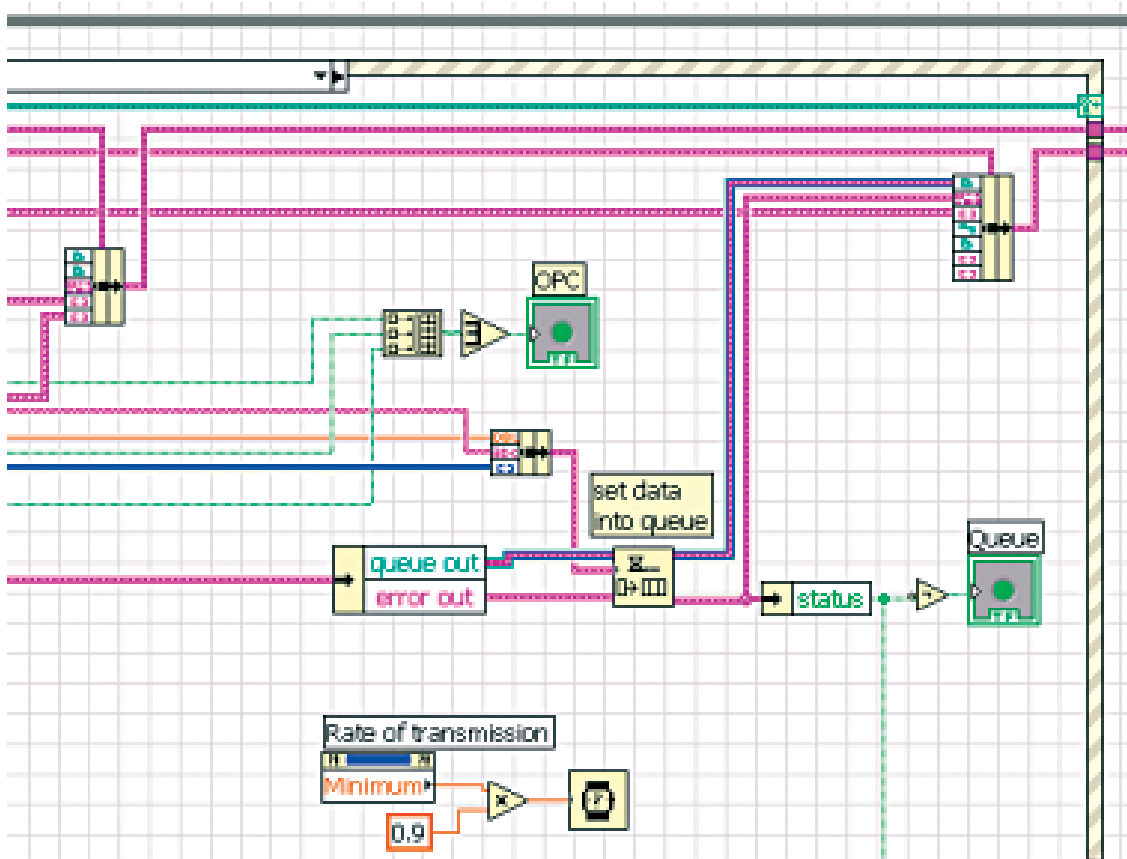 OPC
set data
into queue
queue out
error out
Queue
status
Rate of transmission
Minimum
0.9